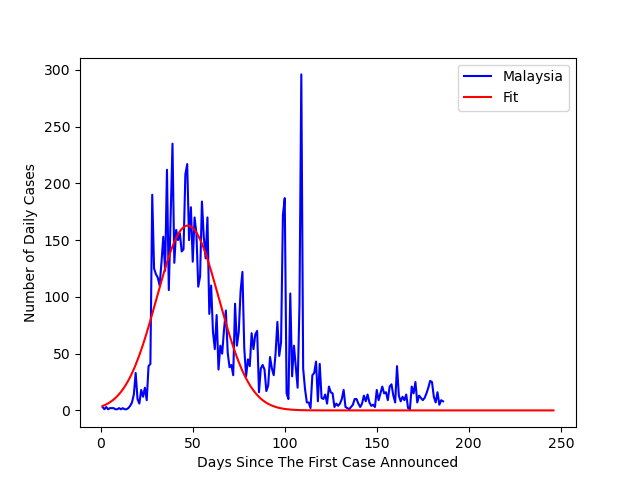 Malaysia
Fit
300
250
200
150
100
50
0
Number of Daily Cases
0 50 100 150 200 250
Days Since The First Case Announced